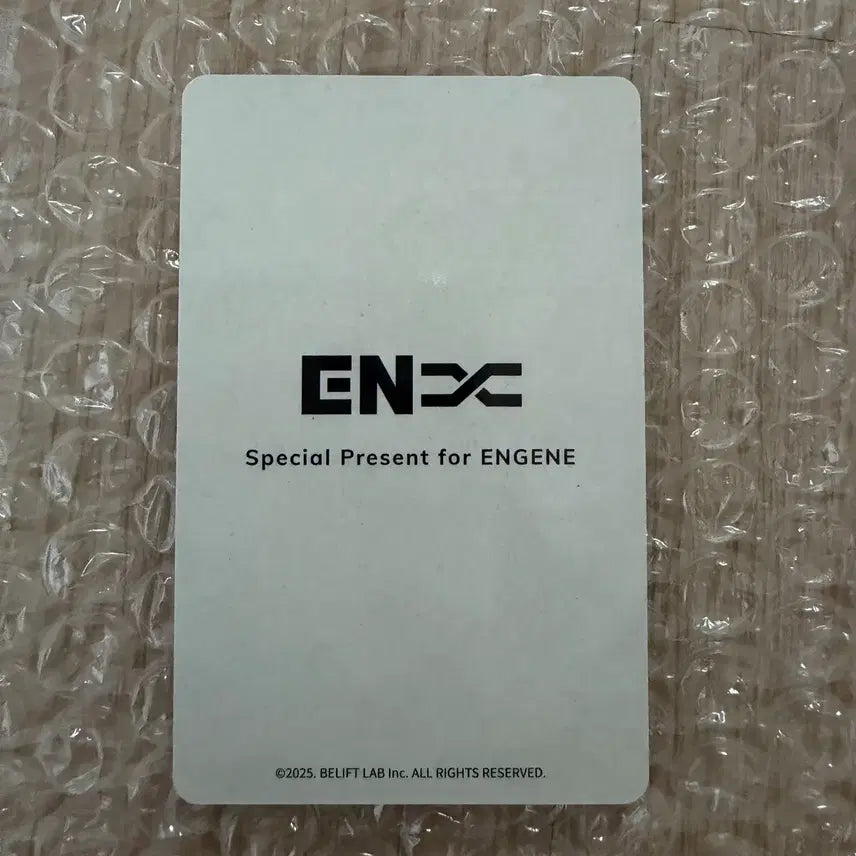 EN
Special Present for ENGENE
©2025. BELIFT LAB Inc. ALL RIGHTS RESERVED.